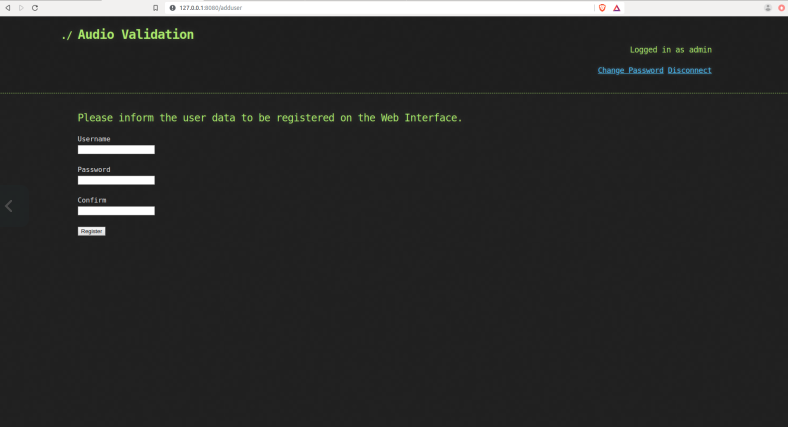 127.0.0.1:8080/adduser
./ Audio Validation
Logged in as admin
Change Password Disconnect
Please inform the user data to be registered on the Web Interface.
Username
Password
Confirm
Register